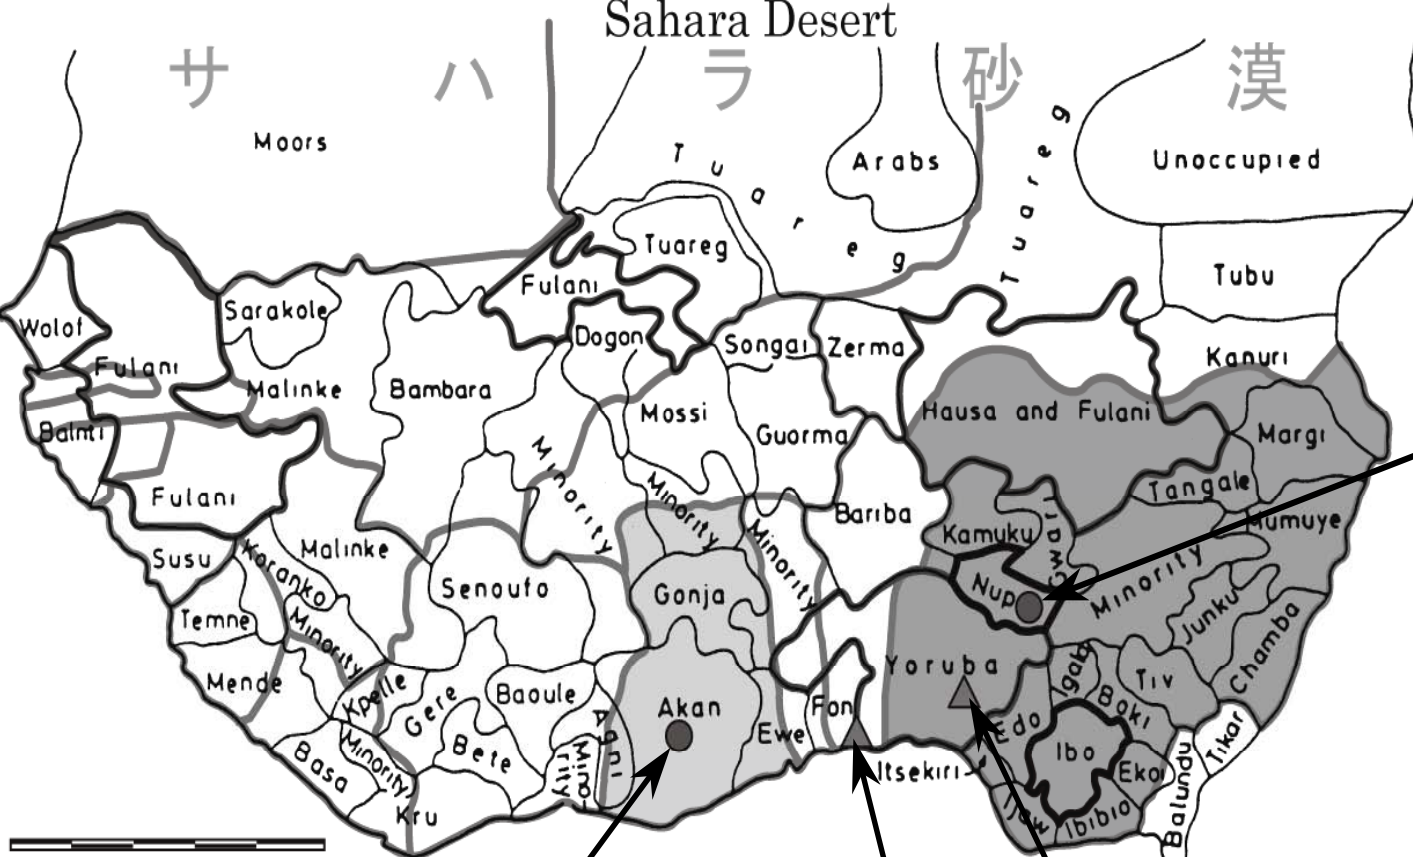 Sahara Desert
サハラ砂漠
Moors
Tuareg
Arabs
Tuareg
Unoccupied
Tuareg
Tubu
Fulani
Sarakole
Wolof
Dogon
Songai
Zerma
Kanuri
Fulani
Malinke
Bambara
Mossi
Hausa and Fulani
Guorma
Margi
Balnti
Minority
Fulani
Minority
Tangale
Bariba
Mumuye
Minority
Kamuku
Gwari
Malinke
Susu
Koranko
Senoufo
Gonja
Nup
Minority
Temne
Minority
Junku
Chamba
Yoruba
Igala
Mende
Kpelle
Gere
Baoule
Akan
Fon
Boki
Tiv
Agni
Ewe
Edo
Tikar
Basa
Minority
Bete
Minority
Itsekiri
Ibo
Ekoi
Balundu
Kru
Ijaw
Ibibio